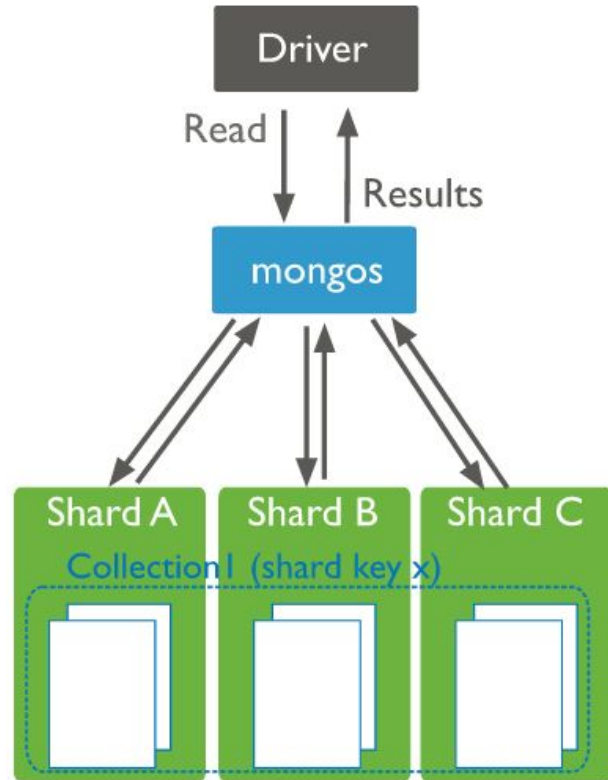 Driver
Read
Results
mongos
Shard A
Shard B
Shard C
Collection1 (shard key x)